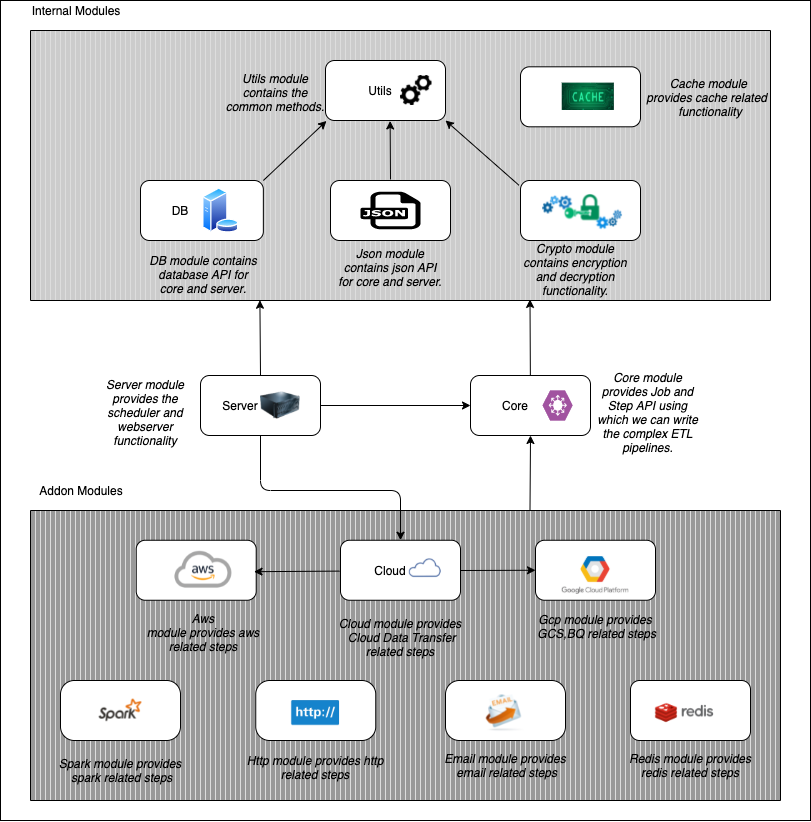 Internal Modules
Utils module
contains the
common methods.
Utils
CACHE
Cache module
provides cache related
functionality
DB
JSON
DB module contains
database API for
core and server.
Json module
contains json API
for core and server.
Crypto module
contains encryption
and decryption
functionality.
Server module
provides the
scheduler and
webserver
functionality
Server
Core
Core module
provides Job and
Step API using
which we can write
the complex ETL
pipelines.
Addon Modules
aws
Cloud
Google Cloud Platform
Aws
module provides aws
related steps
Cloud module provides
Cloud Data Transfer
related steps
Gcp module provides
GCS,BQ related steps
Spark
http://
EMAIL
redis
Spark module provides
spark related steps
Http module provides http
related steps
Email module provides
email related steps
Redis module provides
redis related steps